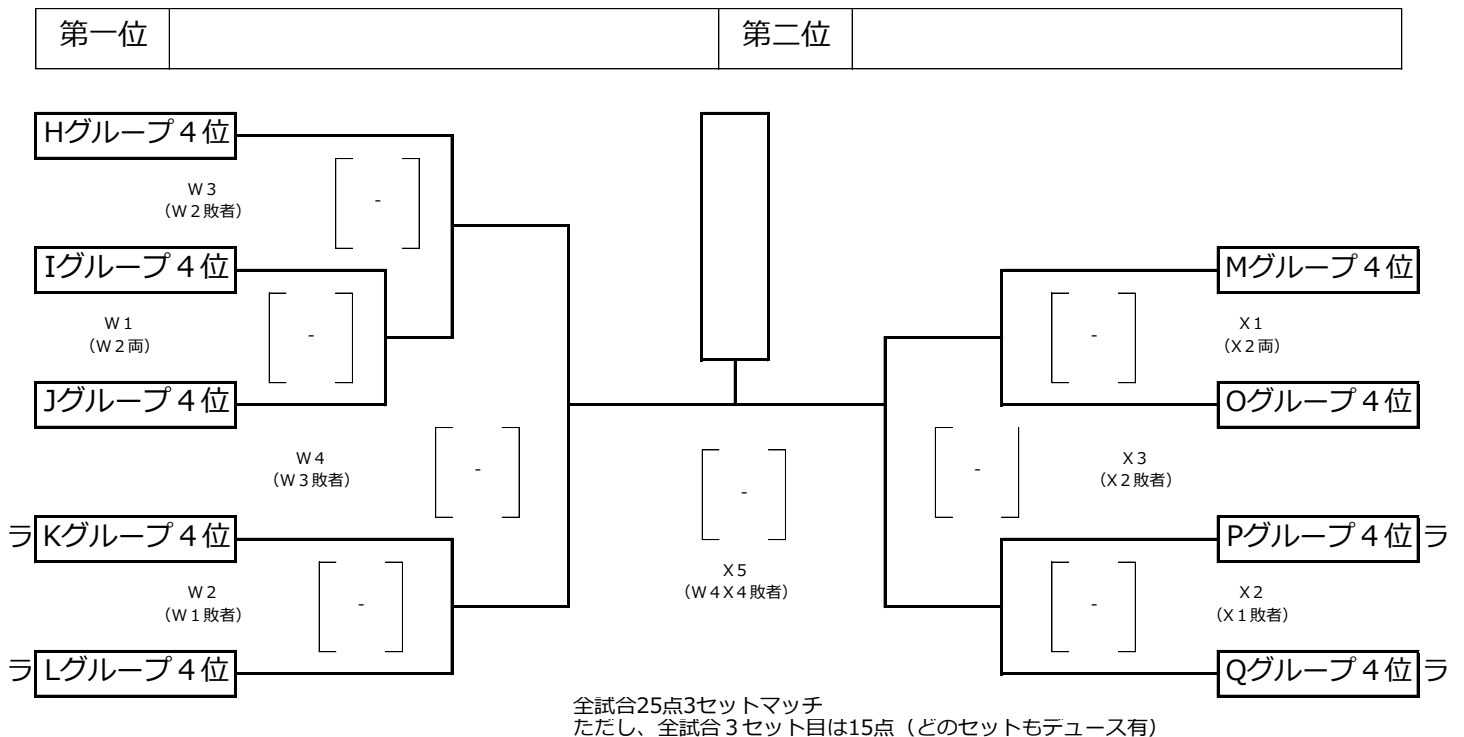 第一位 第二位
Hグループ４位
W３
（W２敗者）
-
Iグループ４位
W１
（W２両）
-
Jグループ４位
W４
（W３敗者）
-
ラ Kグループ４位
W２
（W１敗者）
-
ラ Lグループ４位
-
X５
（W４X４敗者）
Mグループ４位
-
X１
（X２両）
Oグループ４位
-
X３
（X２敗者）
Pグループ４位 ラ
-
X２
（X１敗者）
Qグループ４位 ラ
全試合25点3セットマッチ
ただし、全試合３セット目は15点（どのセットもデュース有）